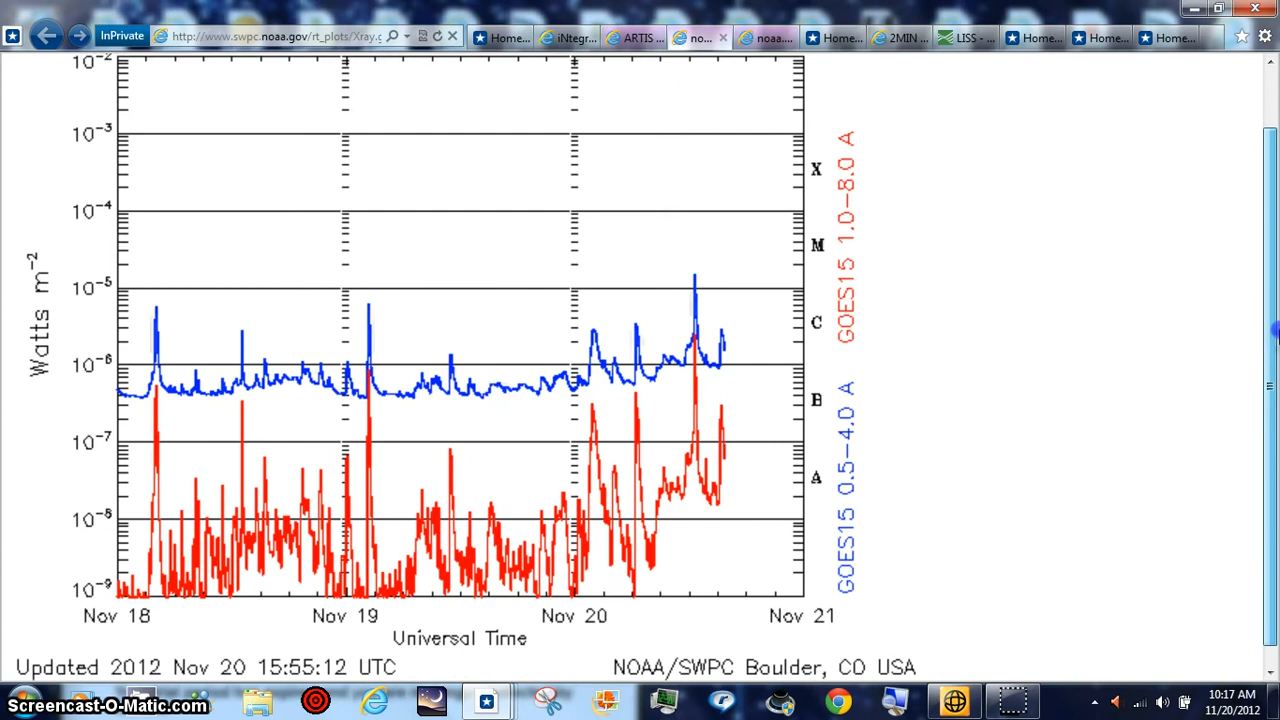 InPrivate
http://www.swpc.noaa.gov/rt_plots/Xray.g
Home...
iNtegr...
ARTIS ...
no...
noaa....
Home...
2MIN ...
LISS - ...
Home...
Home...
Home...
10-2
10-3
10-4
10-5
10-6
10-7
10-8
10-9
Watts m-2
X
M
C
B
A
GOES15 1.0-8.0 A
GOES15 0.5-4.0 A
Nov 18
Nov 19
Nov 20
Nov 21
Universal Time
Updated 2012 Nov 20 15:55:12 UTC
NOAA/SWPC Boulder, CO USA
Screencast-O-Matic.com
10:17 AM
11/20/2012